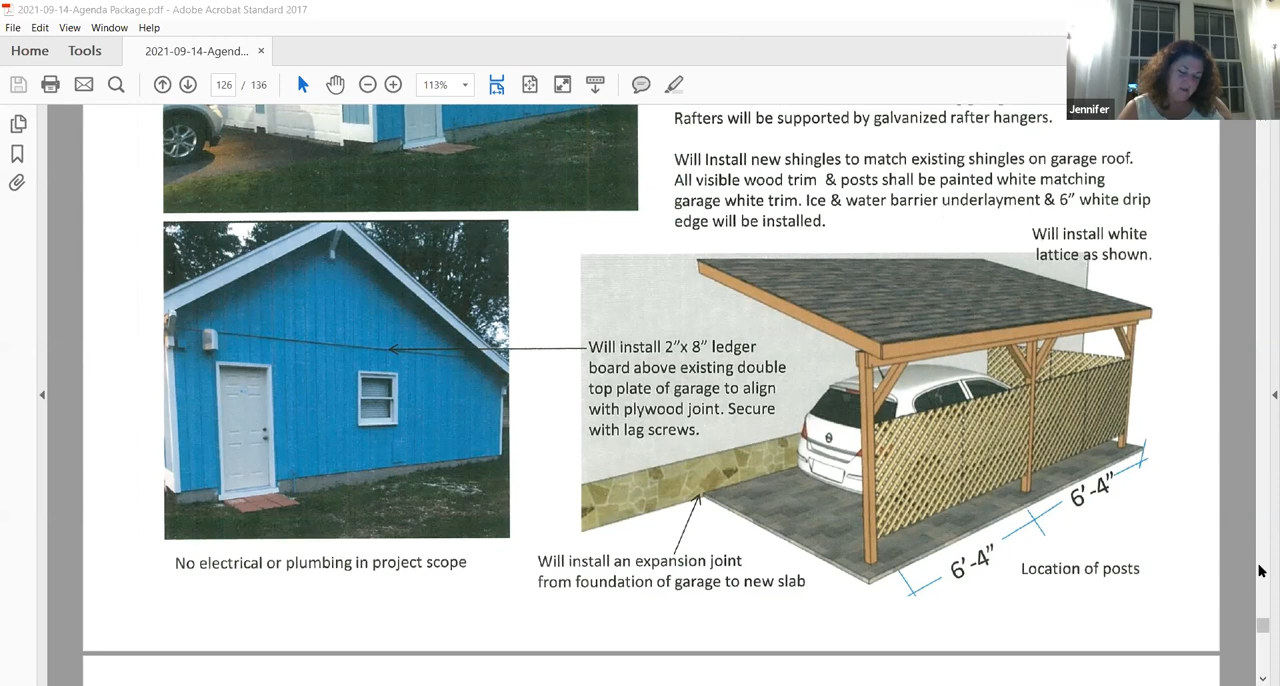 2021-09-14-Agenda Package.pdf - Adobe Acrobat Standard 2017
File Edit View Window Help
Home Tools 2021-09-14-Agend... ×
126 / 136 113%
Jennifer
Rafters will be supported by galvanized rafter hangers.
Will Install new shingles to match existing shingles on garage roof.
All visible wood trim & posts shall be painted white matching
garage white trim. Ice & water barrier underlayment & 6" white drip
edge will be installed.
Will install white
lattice as shown.
Will install 2"x 8" ledger
board above existing double
top plate of garage to align
with plywood joint. Secure
with lag screws.
6'-4"
6'-4"
No electrical or plumbing in project scope
Will install an expansion joint
from foundation of garage to new slab
Location of posts